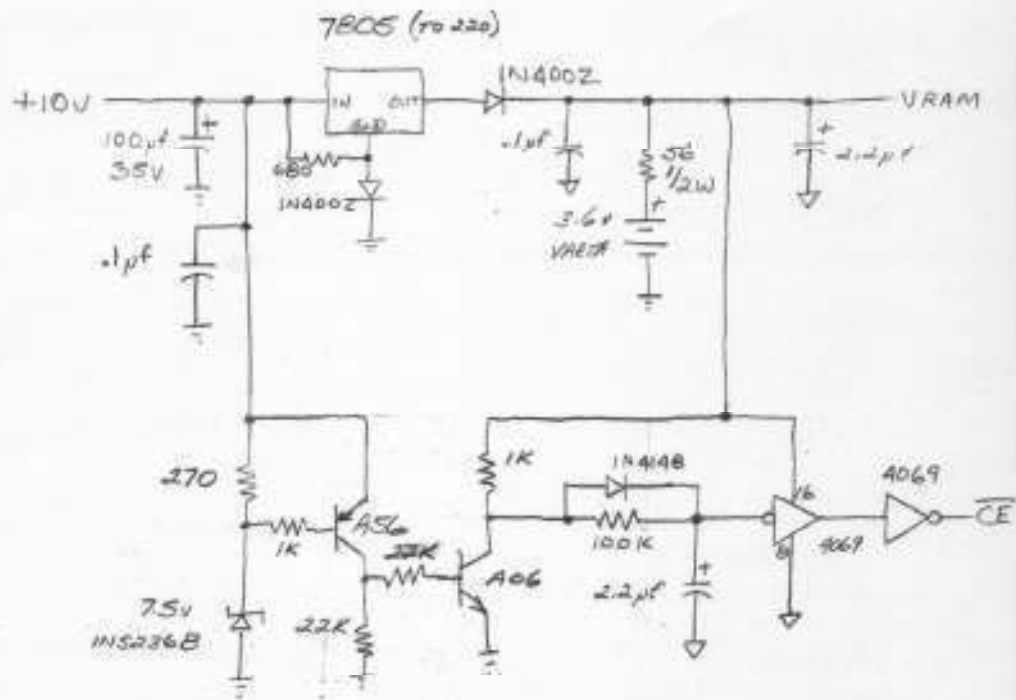 7805 (TO 220)
+10V
IN
OUT
GND
1N4002
VRAM
100µf
35V
+
680
1N4002
.1µf
56
1/2W
+
3.6v
VARTA
+
2.2µf
.1µf
270
1K
A56
22K
22K
7.5v
1N5236B
1K
A06
1N4148
100K
+
2.2µf
16
8
4069
4069
CE